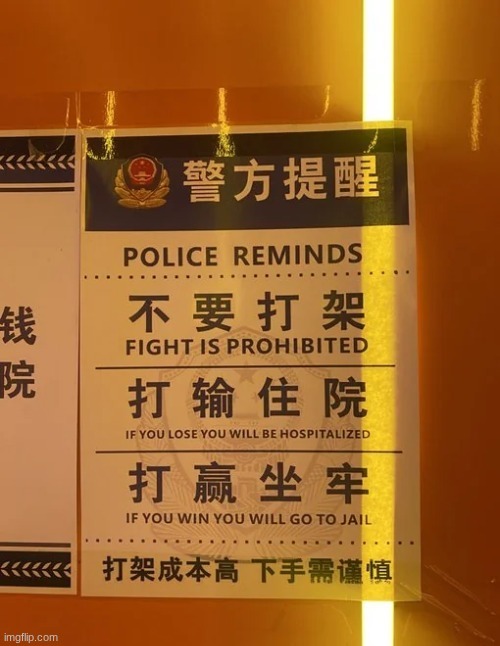 警方提醒
POLICE REMINDS
不要打架
FIGHT IS PROHIBITED
打输住院
IF YOU LOSE YOU WILL BE HOSPITALIZED
打赢坐牢
IF YOU WIN YOU WILL GO TO JAIL
打架成本高 下手需谨慎
钱
院
imgflip.com